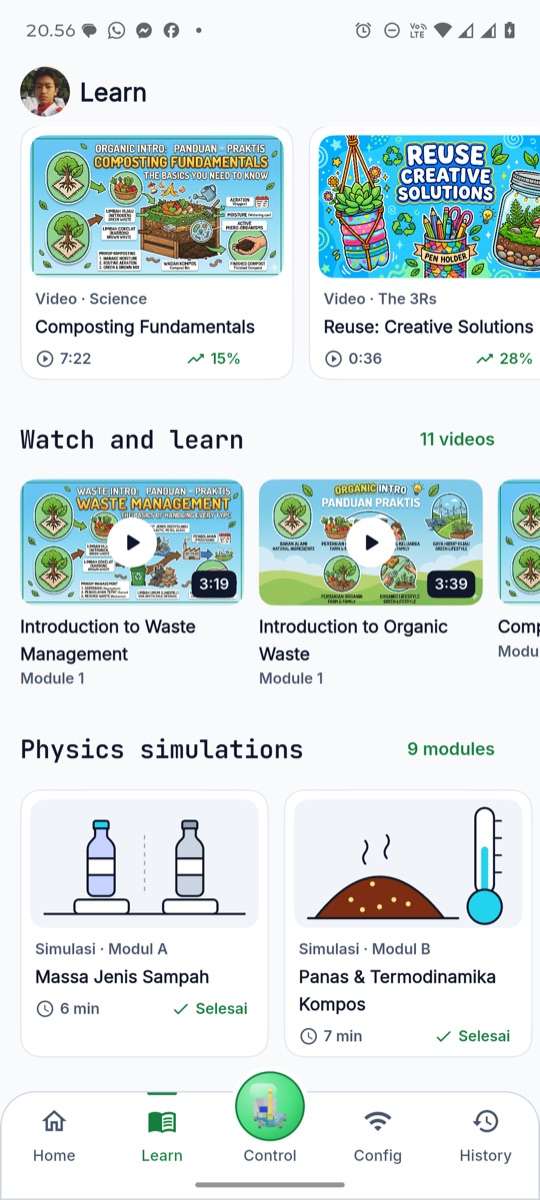 20.56
Vo))
LTE
Learn
ORGANIC INTRO: PANDUAN - PRAKTIS
COMPOSTING FUNDAMENTALS
THE BASICS YOU NEED TO KNOW
REUSE
CREATIVE
SOLUTIONS
PEN HOLDER
Video · Science
Composting Fundamentals
7:22
15%
Video · The 3Rs
Reuse: Creative Solutions
0:36
28%
Watch and learn
11 videos
WASTE INTRO: PANDUAN - PRAKTIS
WASTE MANAGEMENT
3:19
ORGANIC INTRO
PANDUAN PRAKTIS
3:39
Introduction to Waste
Management
Module 1
Introduction to Organic
Waste
Module 1
Comp
Modu
Physics simulations
9 modules
Simulasi · Modul A
Massa Jenis Sampah
6 min
Selesai
Simulasi · Modul B
Panas & Termodinamika
Kompos
7 min
Selesai
Home
Learn
Control
Config
History